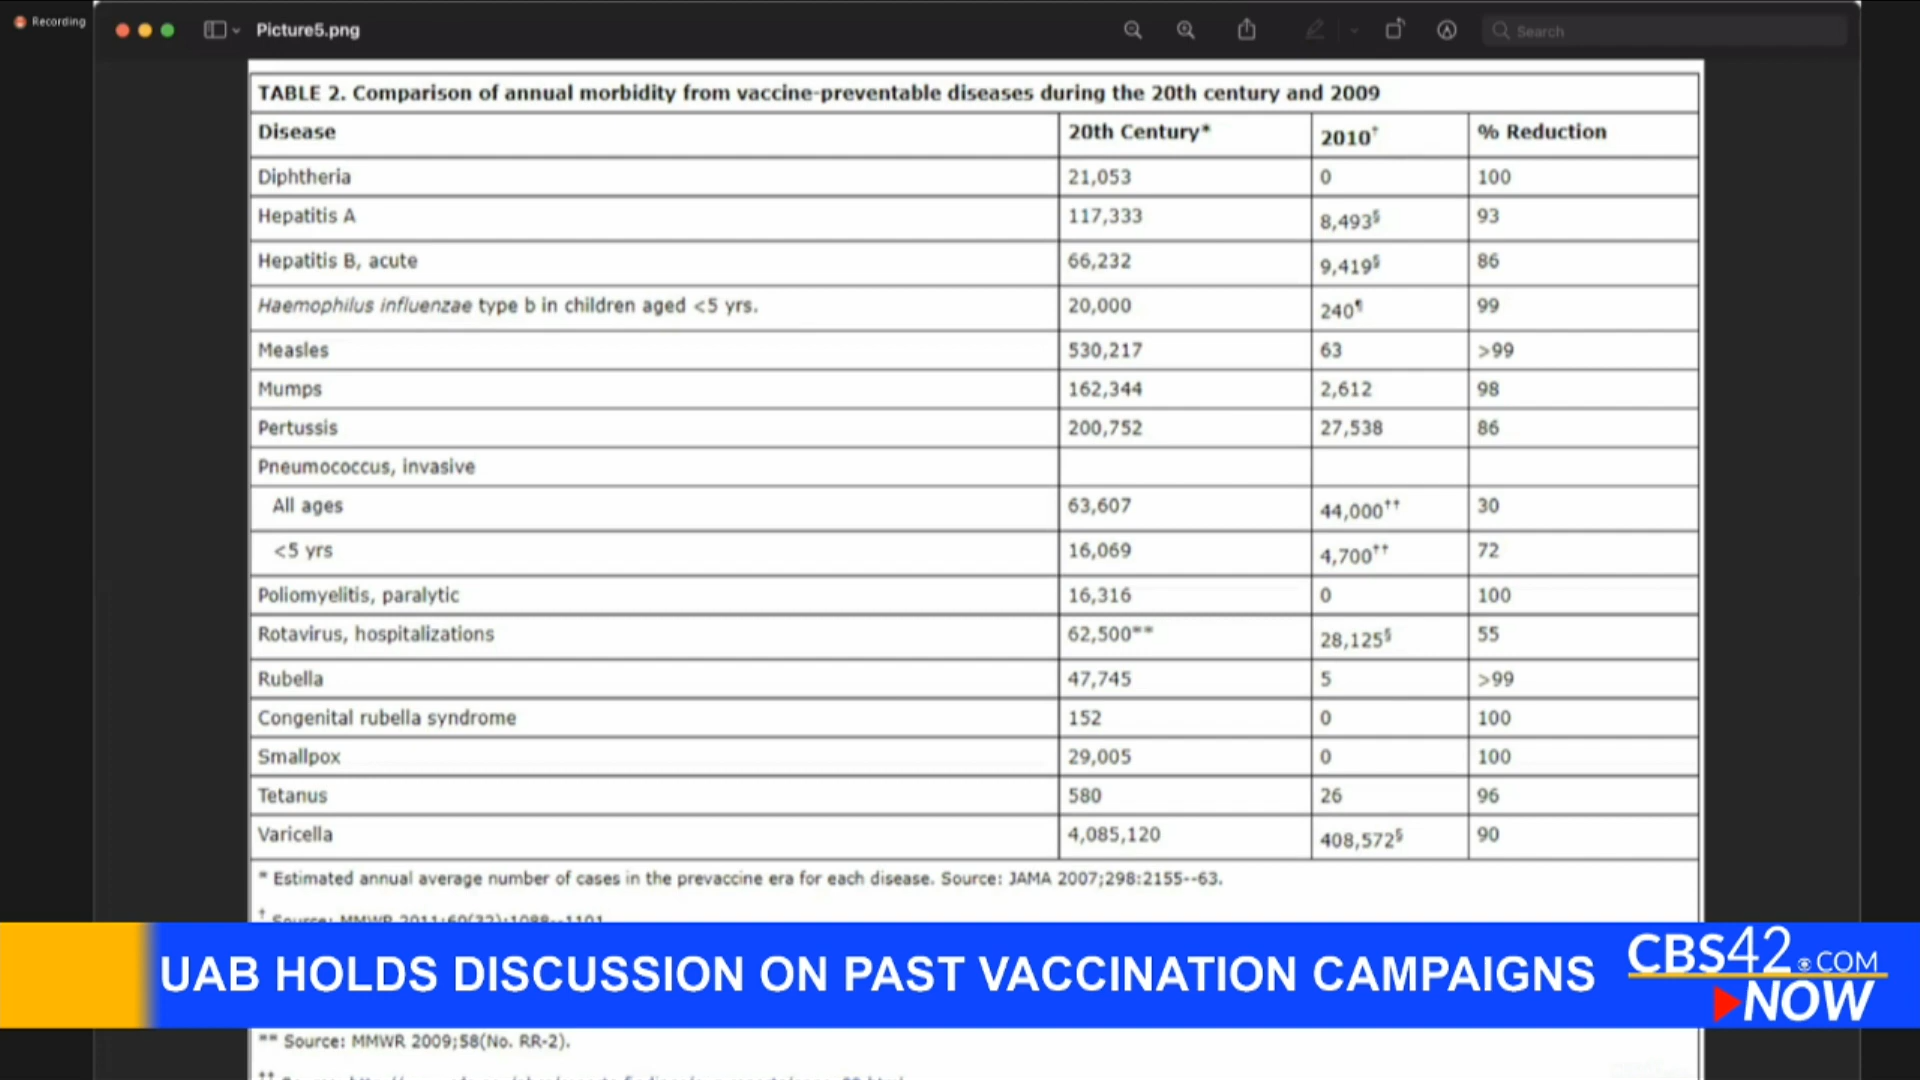 Recording
Picture5.png
Search
TABLE 2. Comparison of annual morbidity from vaccine-preventable diseases during the 20th century and 2009
Disease 20th Century* 2010† % Reduction
Diphtheria 21,053 0 100
Hepatitis A 117,333 8,493§ 93
Hepatitis B, acute 66,232 9,419§ 86
Haemophilus influenzae type b in children aged <5 yrs. 20,000 240¶ 99
Measles 530,217 63 >99
Mumps 162,344 2,612 98
Pertussis 200,752 27,538 86
Pneumococcus, invasive
All ages 63,607 44,000†† 30
<5 yrs 16,069 4,700†† 72
Poliomyelitis, paralytic 16,316 0 100
Rotavirus, hospitalizations 62,500** 28,125§ 55
Rubella 47,745 5 >99
Congenital rubella syndrome 152 0 100
Smallpox 29,005 0 100
Tetanus 580 26 96
Varicella 4,085,120 408,572§ 90
* Estimated annual average number of cases in the prevaccine era for each disease. Source: JAMA 2007;298:2155--63.
† Source: MMWR 2011;60(32);1088--1101.
UAB HOLDS DISCUSSION ON PAST VACCINATION CAMPAIGNS
CBS42.COM
NOW
** Source: MMWR 2009;58(No. RR-2).